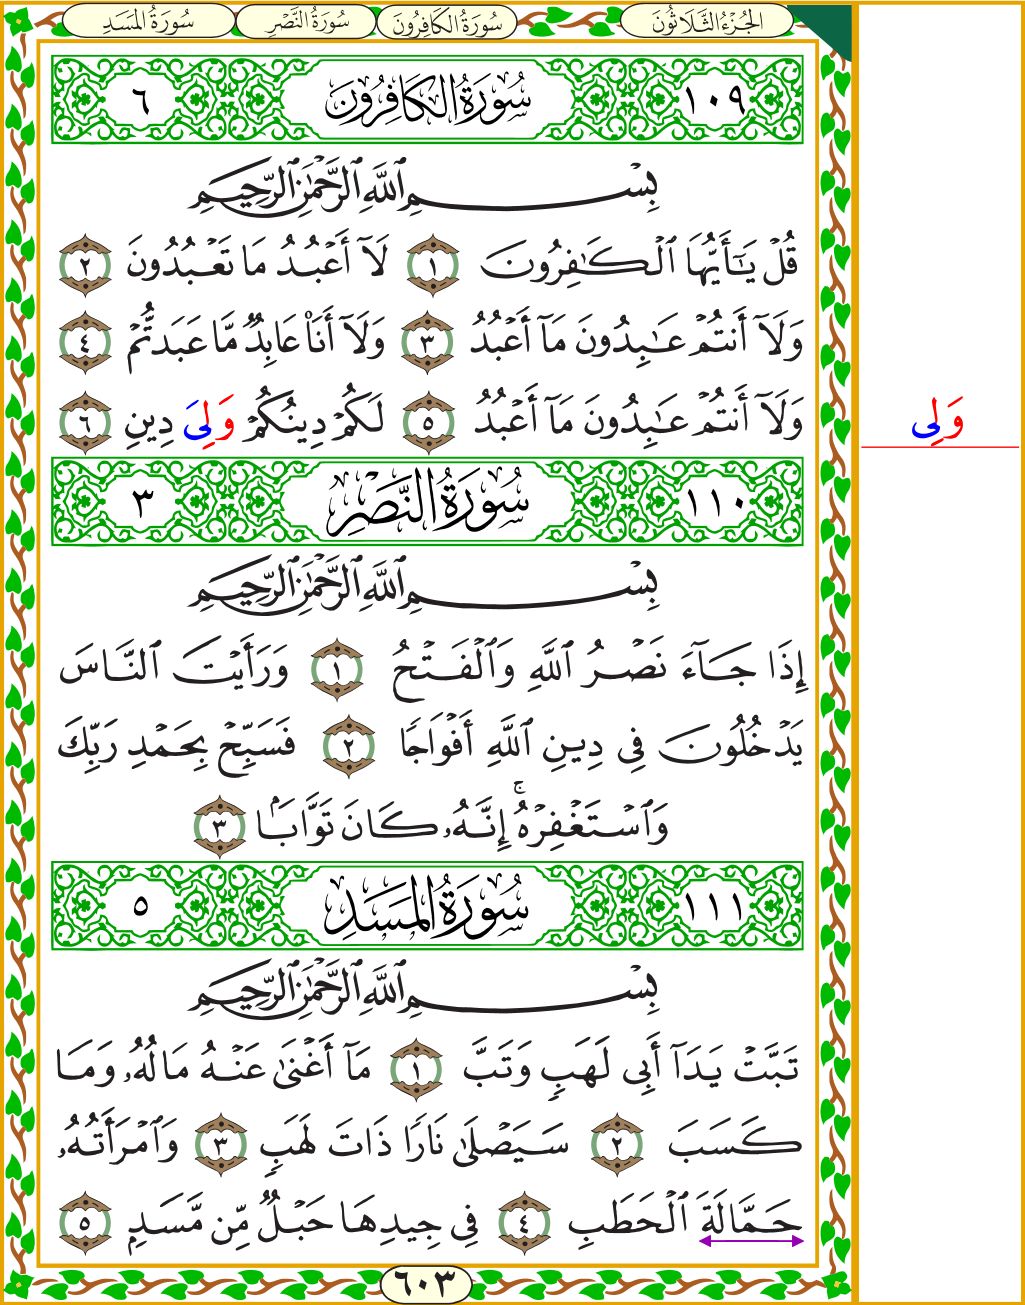 الجُزْءُ الثَّلَاثُونَ سُورَةُ الكَافِرُونَ سُورَةُ النَّصْرِ سُورَةُ المَسَدِ
١٠٩ سُورَةُ الكَافِرُونَ ٦
بِسْمِ ٱللَّهِ ٱلرَّحْمَٰنِ ٱلرَّحِيمِ
قُلْ يَـٰٓأَيُّهَا ٱلْكَـٰفِرُونَ ١ لَآ أَعْبُدُ مَا تَعْبُدُونَ ٢
وَلَآ أَنتُمْ عَـٰبِدُونَ مَآ أَعْبُدُ ٣ وَلَآ أَنَا۠ عَابِدٌ مَّا عَبَدتُّمْ ٤
وَلَآ أَنتُمْ عَـٰبِدُونَ مَآ أَعْبُدُ ٥ لَكُمْ دِينُكُمْ وَلِىَ دِينِ ٦
وَلِى
١١٠ سُورَةُ النَّصْرِ ٣
بِسْمِ ٱللَّهِ ٱلرَّحْمَٰنِ ٱلرَّحِيمِ
إِذَا جَآءَ نَصْرُ ٱللَّهِ وَٱلْفَتْحُ ١ وَرَأَيْتَ ٱلنَّاسَ
يَدْخُلُونَ فِى دِينِ ٱللَّهِ أَفْوَاجًا ٢ فَسَبِّحْ بِحَمْدِ رَبِّكَ
وَٱسْتَغْفِرْهُ ۚ إِنَّهُۥ كَانَ تَوَّابًۢا ٣
١١١ سُورَةُ المَسَدِ ٥
بِسْمِ ٱللَّهِ ٱلرَّحْمَٰنِ ٱلرَّحِيمِ
تَبَّتْ يَدَآ أَبِى لَهَبٍ وَتَبَّ ١ مَآ أَغْنَىٰ عَنْهُ مَالُهُۥ وَمَا
كَسَبَ ٢ سَيَصْلَىٰ نَارًا ذَاتَ لَهَبٍ ٣ وَٱمْرَأَتُهُۥ
حَمَّالَةَ ٱلْحَطَبِ ٤ فِى جِيدِهَا حَبْلٌ مِّن مَّسَدٍۭ ٥
٦٠٣